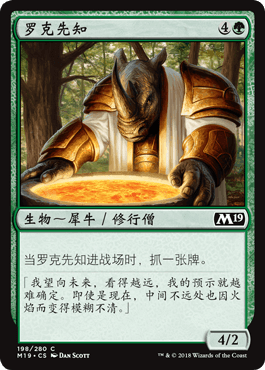 罗克先知 4
生物～犀牛／修行僧 M19
当罗克先知进战场时，抓一张牌。
「我望向未来，看得越远，我的预示就越
难确定。即使是现在，中间不远处也因火
焰而变得模糊不清。」
4/2
198/280 C
M19 • CS DAN SCOTT
™ & © 2018 Wizards of the Coast